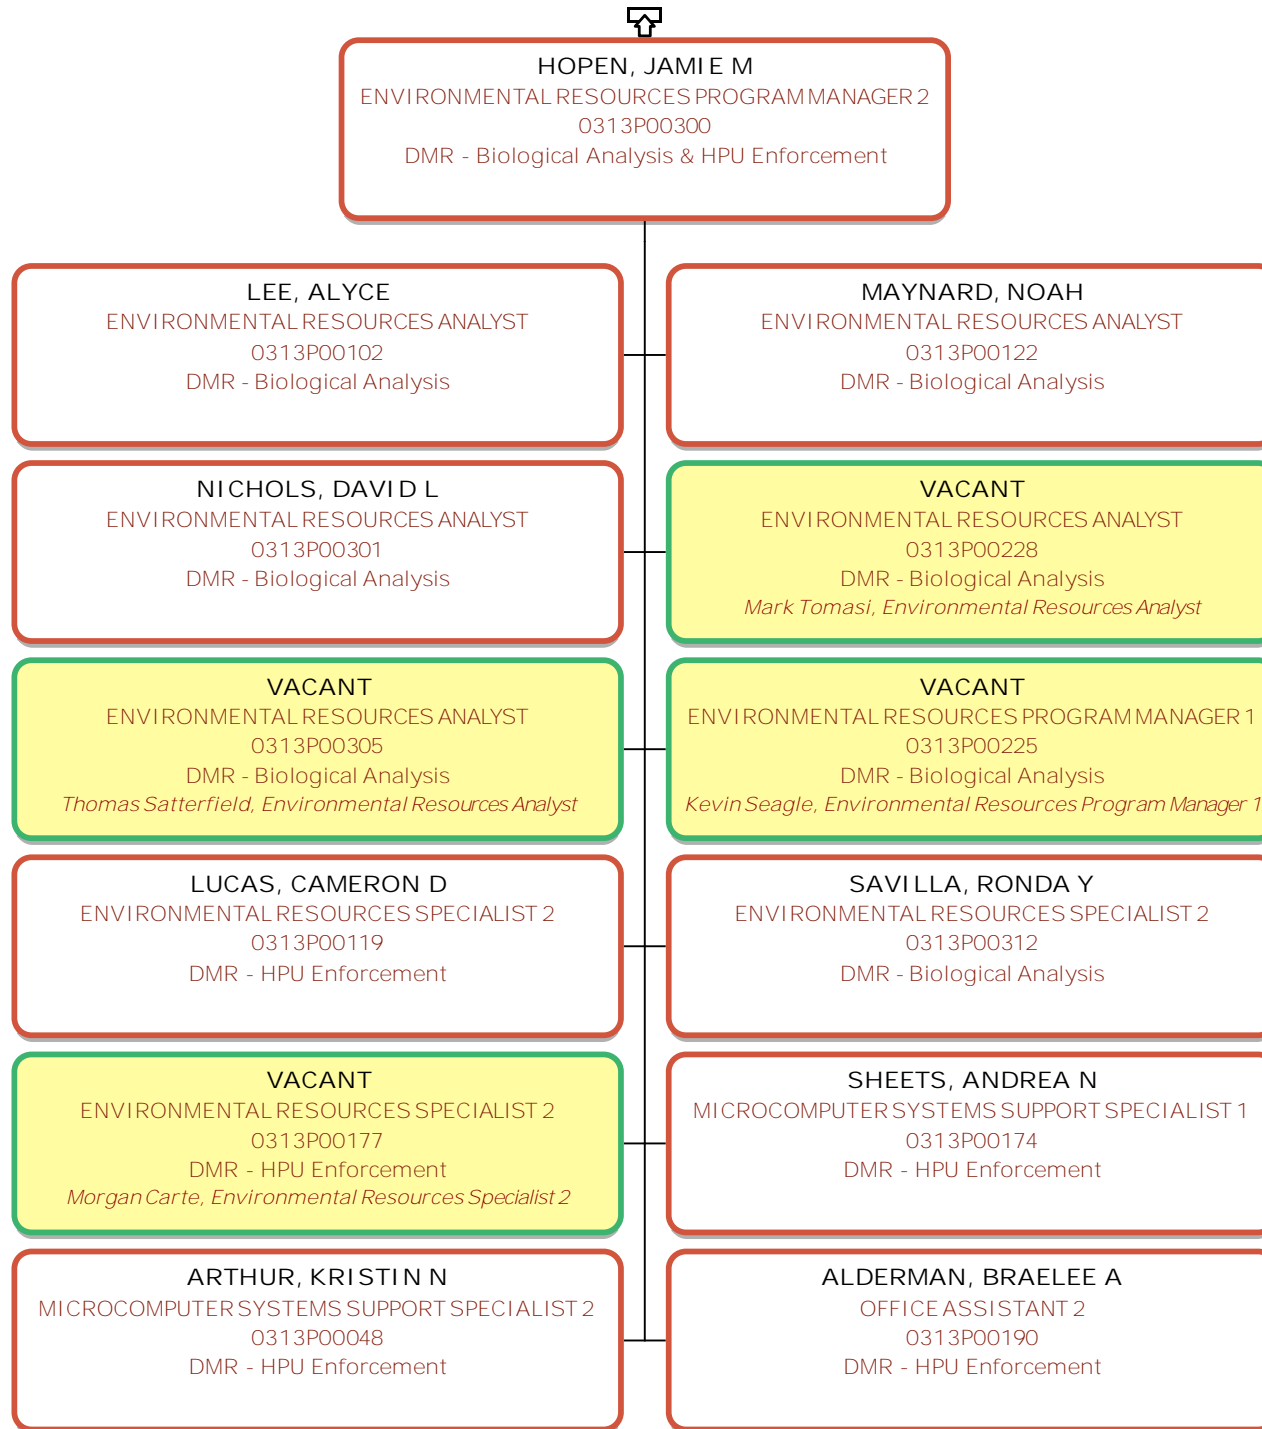 HOPEN, JAMIE M
ENVIRONMENTAL RESOURCES PROGRAM MANAGER 2
0313P00300
DMR - Biological Analysis & HPU Enforcement
LEE, ALYCE
ENVIRONMENTAL RESOURCES ANALYST
0313P00102
DMR - Biological Analysis
MAYNARD, NOAH
ENVIRONMENTAL RESOURCES ANALYST
0313P00122
DMR - Biological Analysis
NICHOLS, DAVID L
ENVIRONMENTAL RESOURCES ANALYST
0313P00301
DMR - Biological Analysis
VACANT
ENVIRONMENTAL RESOURCES ANALYST
0313P00228
DMR - Biological Analysis
Mark Tomasi, Environmental Resources Analyst
VACANT
ENVIRONMENTAL RESOURCES ANALYST
0313P00305
DMR - Biological Analysis
Thomas Satterfield, Environmental Resources Analyst
VACANT
ENVIRONMENTAL RESOURCES PROGRAM MANAGER 1
0313P00225
DMR - Biological Analysis
Kevin Seagle, Environmental Resources Program Manager 1
LUCAS, CAMERON D
ENVIRONMENTAL RESOURCES SPECIALIST 2
0313P00119
DMR - HPU Enforcement
SAVILLA, RONDA Y
ENVIRONMENTAL RESOURCES SPECIALIST 2
0313P00312
DMR - Biological Analysis
VACANT
ENVIRONMENTAL RESOURCES SPECIALIST 2
0313P00177
DMR - HPU Enforcement
Morgan Carte, Environmental Resources Specialist 2
SHEETS, ANDREA N
MICROCOMPUTER SYSTEMS SUPPORT SPECIALIST 1
0313P00174
DMR - HPU Enforcement
ARTHUR, KRISTIN N
MICROCOMPUTER SYSTEMS SUPPORT SPECIALIST 2
0313P00048
DMR - HPU Enforcement
ALDERMAN, BRAELEE A
OFFICE ASSISTANT 2
0313P00190
DMR - HPU Enforcement